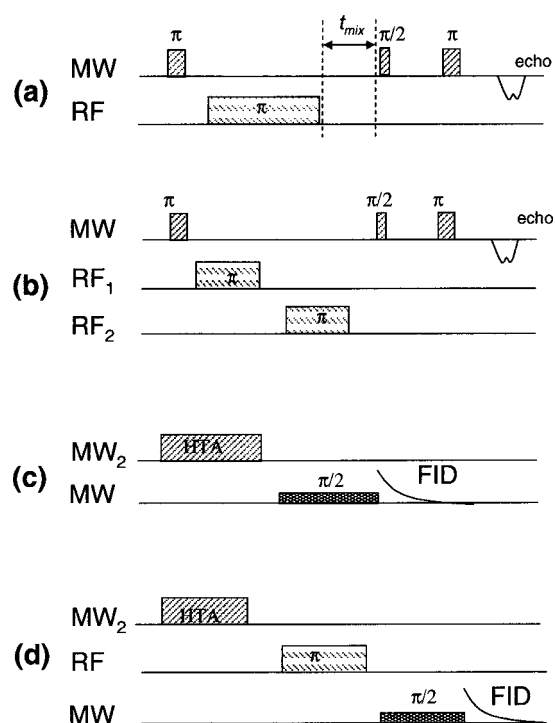 t_mix
π π/2 π
MW echo
(a)
RF π
π π/2 π
MW echo
(b)
RF₁ π
RF₂ π
MW₂ HTA
(c)
π/2 FID
MW
MW₂ HTA
(d)
RF π
π/2 FID
MW